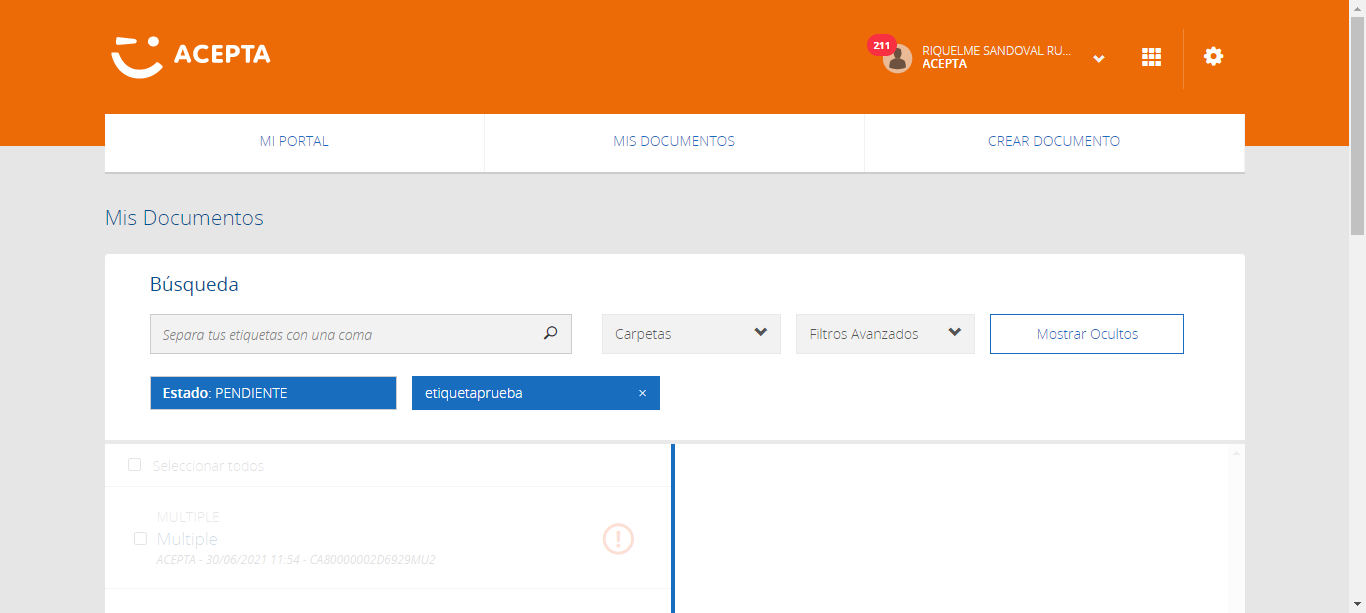 ACEPTA
211
RIQUELME SANDOVAL RU...
ACEPTA
MI PORTAL
MIS DOCUMENTOS
CREAR DOCUMENTO
Mis Documentos
Búsqueda
Separa tus etiquetas con una coma
Carpetas
Filtros Avanzados
Mostrar Ocultos
Estado: PENDIENTE
etiquetaprueba ×
Seleccionar todos
MULTIPLE
Multiple
ACEPTA - 30/06/2021 11:54 - CA80000002D6929MU2